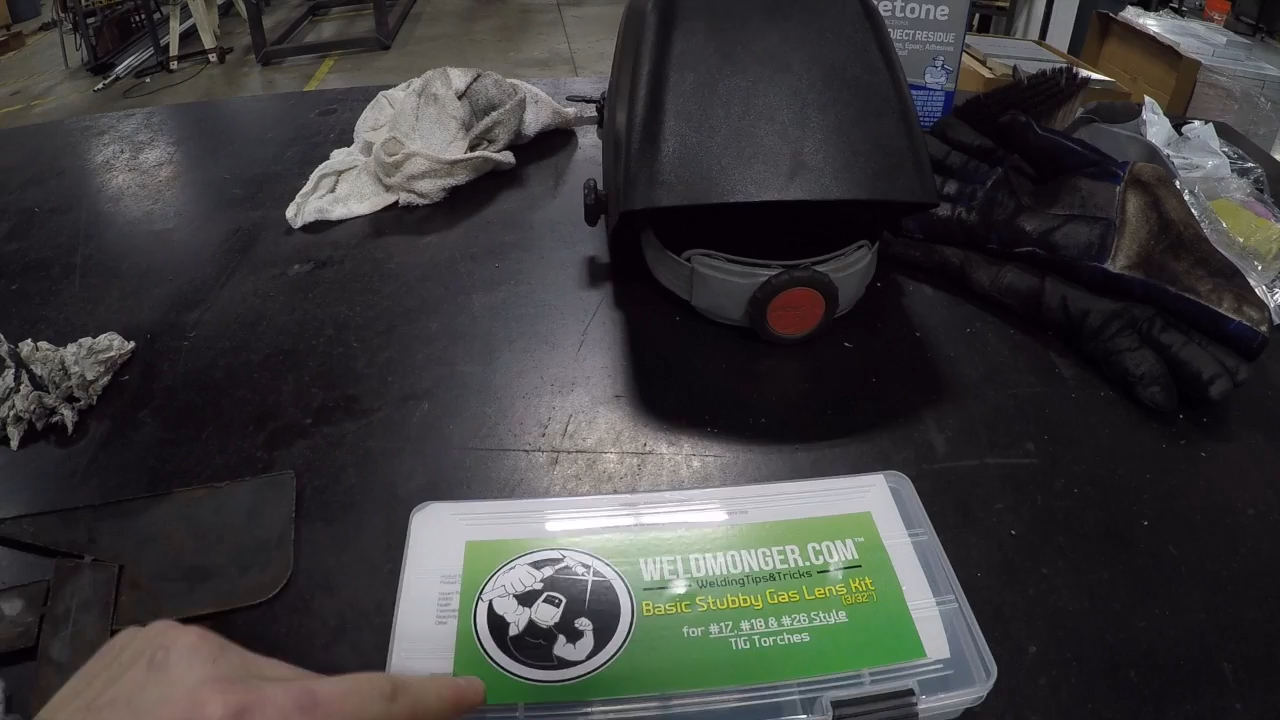 etone
JECT RESIDUE
WELDMONGER.COM™
WeldingTips&Tricks
Basic Stubby Gas Lens Kit
(3/32")
for #17, #18 & #26 Style
TIG Torches